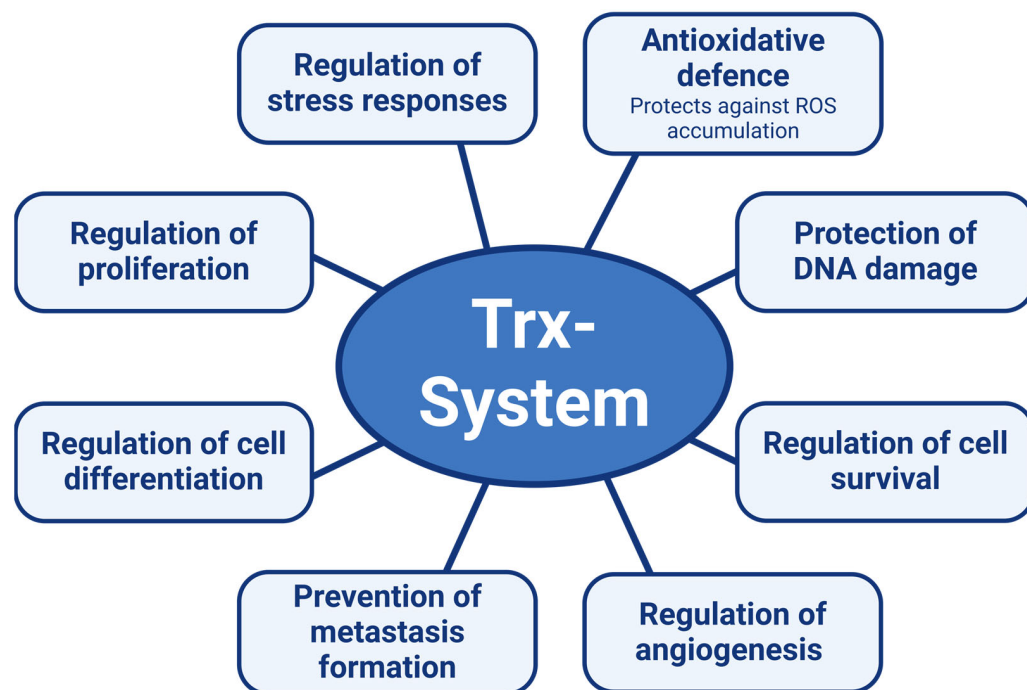 Regulation of
stress responses
Antioxidative
defence
Protects against ROS
accumulation
Regulation of
proliferation
Protection of
DNA damage
Trx-
System
Regulation of cell
differentiation
Regulation of cell
survival
Prevention of
metastasis
formation
Regulation of
angiogenesis